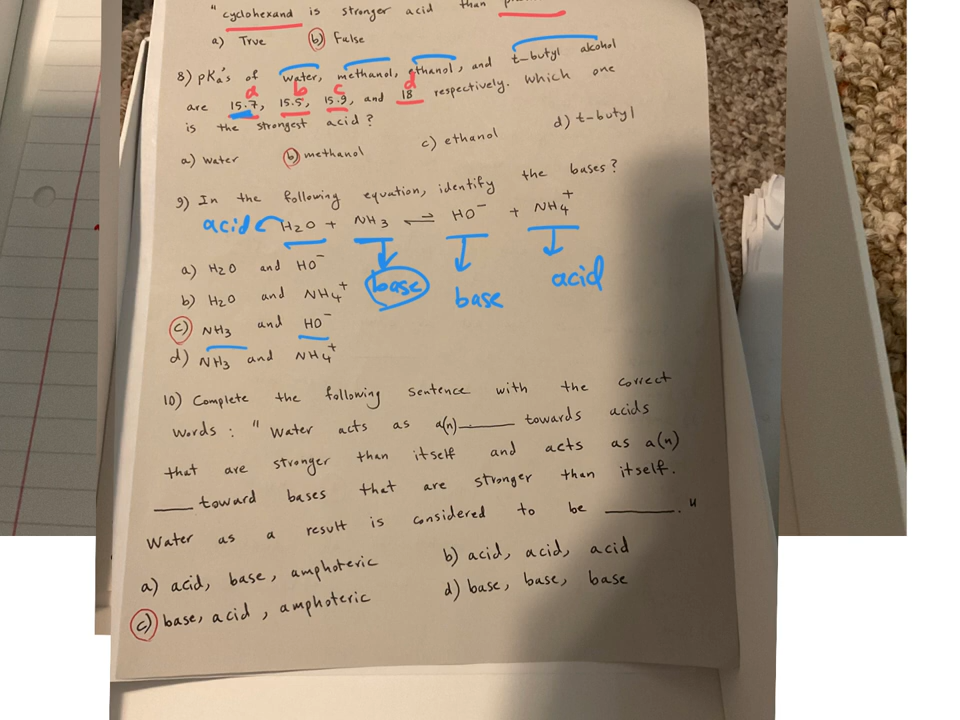 "cyclohexanol is stronger acid than
a) True b) False
8) pKa's of water, methanol, ethanol, and t-butyl alcohol
a b c d
are 15.7, 15.5, 15.9, and 18 respectively. Which one
is the strongest acid?
a) water b) methanol c) ethanol d) t-butyl
9) In the following equation, identify the bases?
acid H2O + NH3 ⇌ HO⁻ + NH4⁺
base base acid
a) H2O and HO⁻
b) H2O and NH4⁺
c) NH3 and HO⁻
d) NH3 and NH4⁺
10) Complete the following sentence with the correct
words : " Water acts as a(n) ____ towards acids
that are stronger than itself and acts as a(n)
____ toward bases that are stronger than itself.
Water as a result is considered to be ____."
a) acid, base, amphoteric b) acid, acid, acid
c) base, acid, amphoteric d) base, base, base